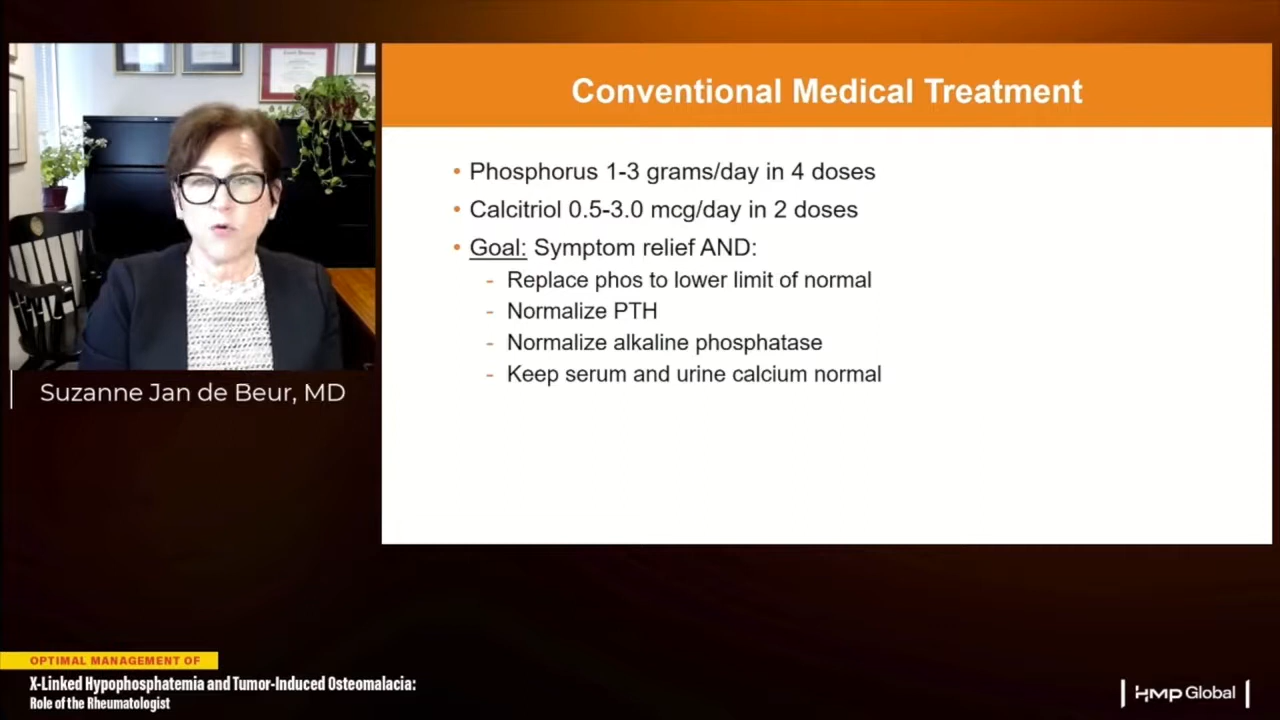 Conventional Medical Treatment
• Phosphorus 1-3 grams/day in 4 doses
• Calcitriol 0.5-3.0 mcg/day in 2 doses
• Goal: Symptom relief AND:
- Replace phos to lower limit of normal
- Normalize PTH
- Normalize alkaline phosphatase
- Keep serum and urine calcium normal
Suzanne Jan de Beur, MD
OPTIMAL MANAGEMENT OF
X-Linked Hypophosphatemia and Tumor-Induced Osteomalacia:
Role of the Rheumatologist
HMP Global